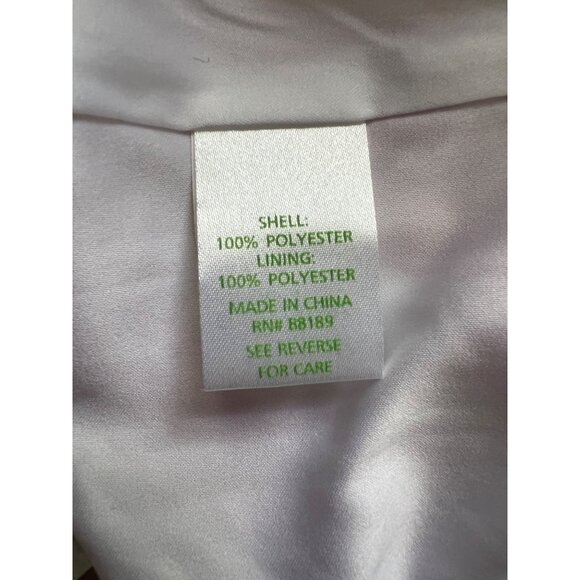 SHELL:
100% POLYESTER
LINING:
100% POLYESTER
MADE IN CHINA
RN# 88189
SEE REVERSE
FOR CARE